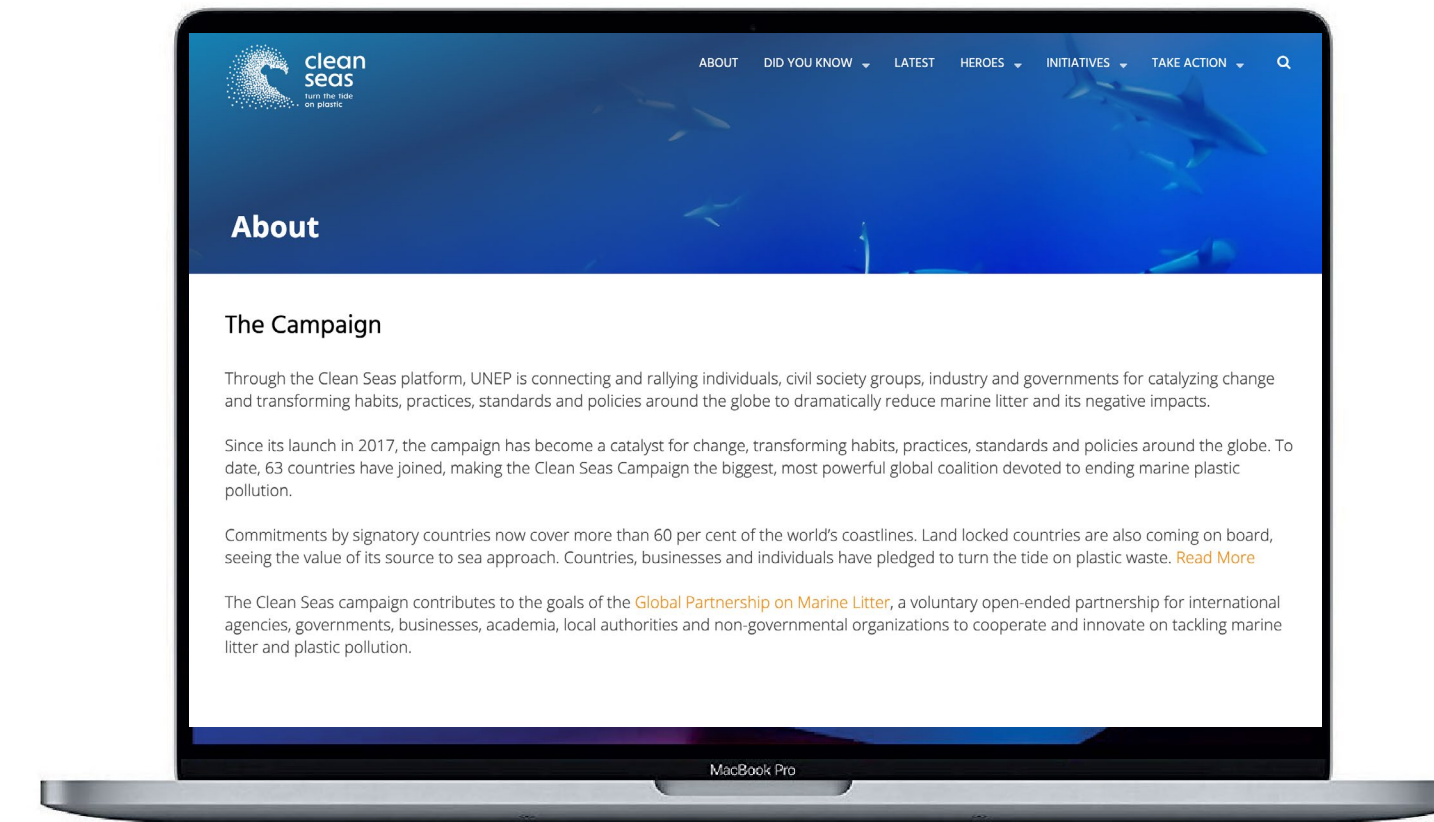 clean
seas
turn the tide
on plastic
ABOUT DID YOU KNOW LATEST HEROES INITIATIVES TAKE ACTION
About
The Campaign
Through the Clean Seas platform, UNEP is connecting and rallying individuals, civil society groups, industry and governments for catalyzing change
and transforming habits, practices, standards and policies around the globe to dramatically reduce marine litter and its negative impacts.
Since its launch in 2017, the campaign has become a catalyst for change, transforming habits, practices, standards and policies around the globe. To
date, 63 countries have joined, making the Clean Seas Campaign the biggest, most powerful global coalition devoted to ending marine plastic
pollution.
Commitments by signatory countries now cover more than 60 per cent of the world’s coastlines. Land locked countries are also coming on board,
seeing the value of its source to sea approach. Countries, businesses and individuals have pledged to turn the tide on plastic waste. Read More
The Clean Seas campaign contributes to the goals of the Global Partnership on Marine Litter, a voluntary open-ended partnership for international
agencies, governments, businesses, academia, local authorities and non-governmental organizations to cooperate and innovate on tackling marine
litter and plastic pollution.
MacBook Pro